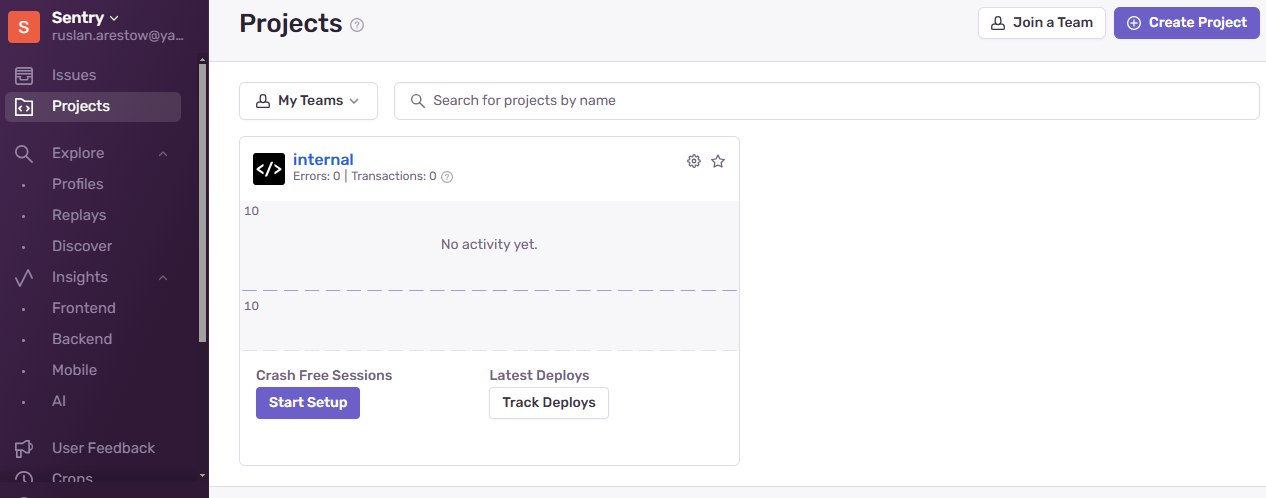 S
Sentry
ruslan.arestow@ya...
Issues
Projects
Explore
Profiles
Replays
Discover
Insights
Frontend
Backend
Mobile
AI
User Feedback
Crons
Projects
Join a Team
Create Project
My Teams
Search for projects by name
</>
internal
Errors: 0 | Transactions: 0
10
No activity yet.
10
Crash Free Sessions
Start Setup
Latest Deploys
Track Deploys